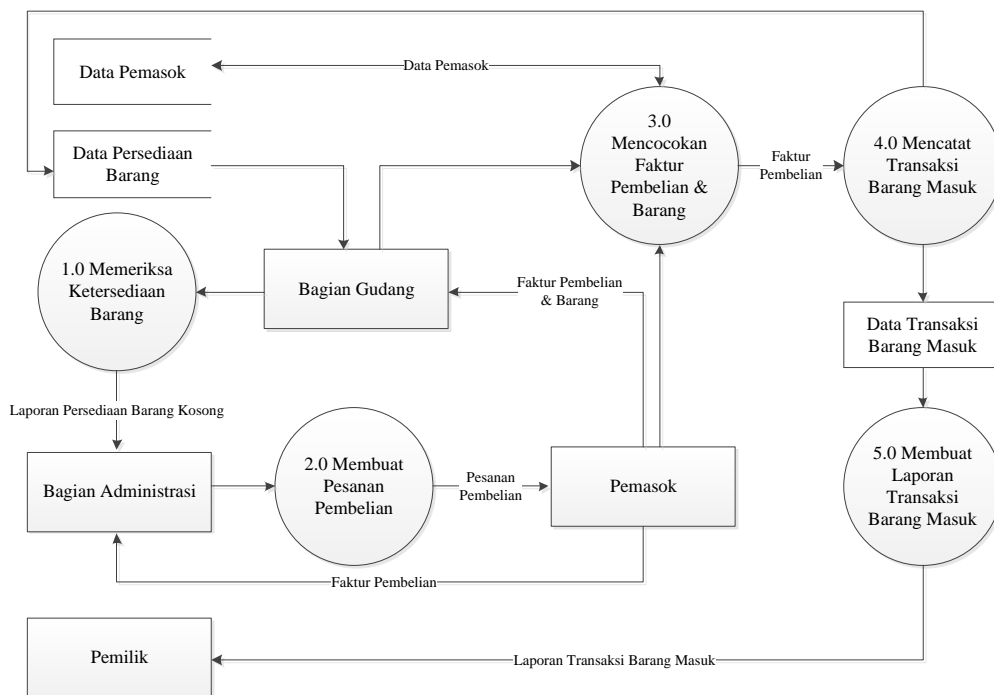 Data Pemasok
Data Pemasok
3.0
Mencocokan
Faktur
Pembelian &
Barang
Faktur
Pembelian
4.0 Mencatat
Transaksi
Barang Masuk
Data Persediaan
Barang
1.0 Memeriksa
Ketersediaan
Barang
Bagian Gudang
Faktur Pembelian
& Barang
Data Transaksi
Barang Masuk
Laporan Persediaan Barang Kosong
Bagian Administrasi
2.0 Membuat
Pesanan
Pembelian
Pesanan
Pembelian
Pemasok
5.0 Membuat
Laporan
Transaksi
Barang Masuk
Faktur Pembelian
Pemilik
Laporan Transaksi Barang Masuk